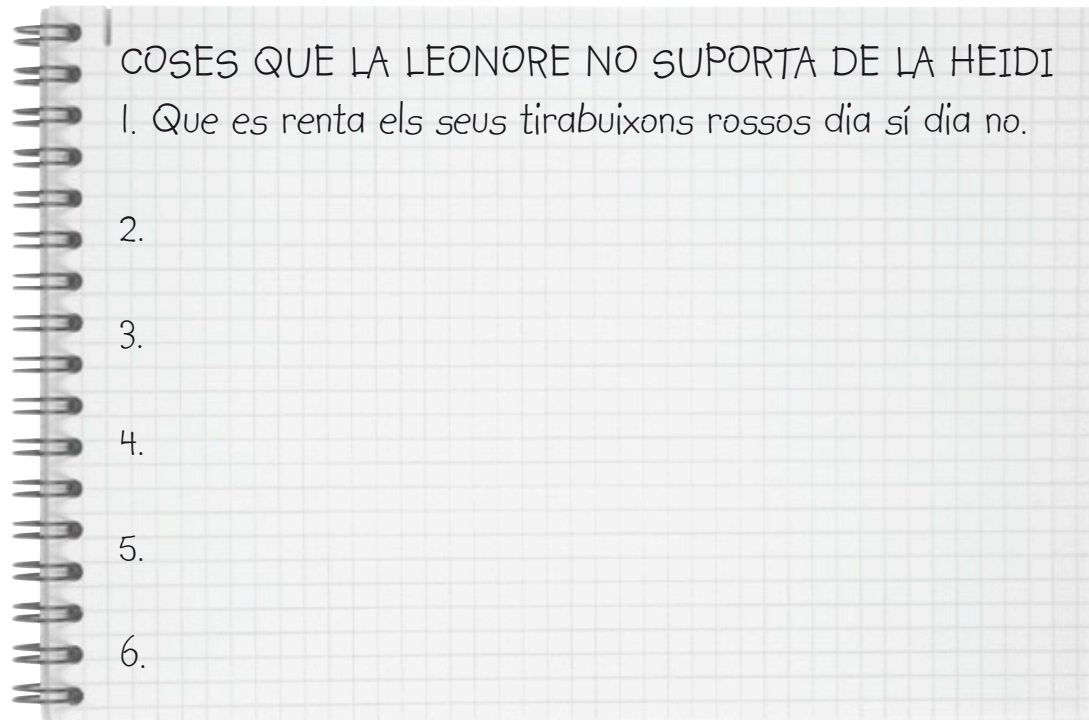 COSES QUE LA LEONORE NO SUPORTA DE LA HEIDI
1. Que es renta els seus tirabuixons rossos dia sí dia no.
2.
3.
4.
5.
6.